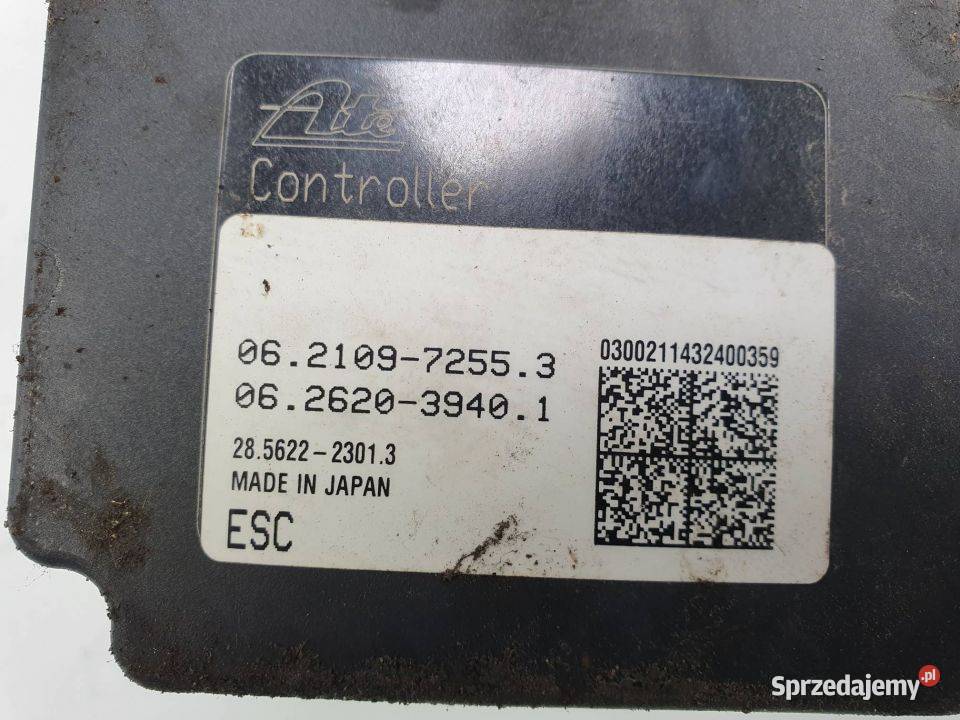 Ate
Controller
06.2109-7255.3
06.2620-3940.1
28.5622-2301.3
MADE IN JAPAN
ESC
0300211432400359
Sprzedajemy.pl